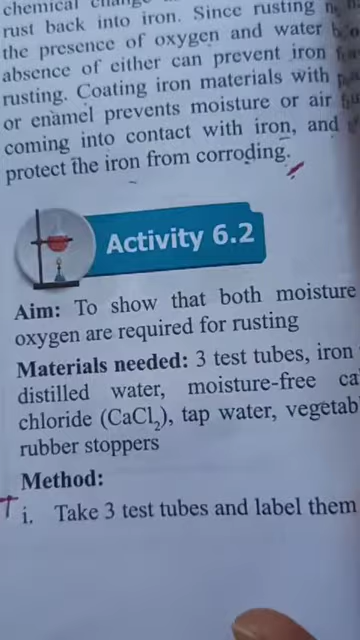 chemical change
rust back into iron. Since rusting
the presence of oxygen and water
absence of either can prevent iron
rusting. Coating iron materials with
or enamel prevents moisture or air
coming into contact with iron, and
protect the iron from corroding.
Activity 6.2
Aim: To show that both moisture
oxygen are required for rusting
Materials needed: 3 test tubes, iron
distilled water, moisture-free ca
chloride (CaCl₂), tap water, vegetab
rubber stoppers
Method:
i. Take 3 test tubes and label them